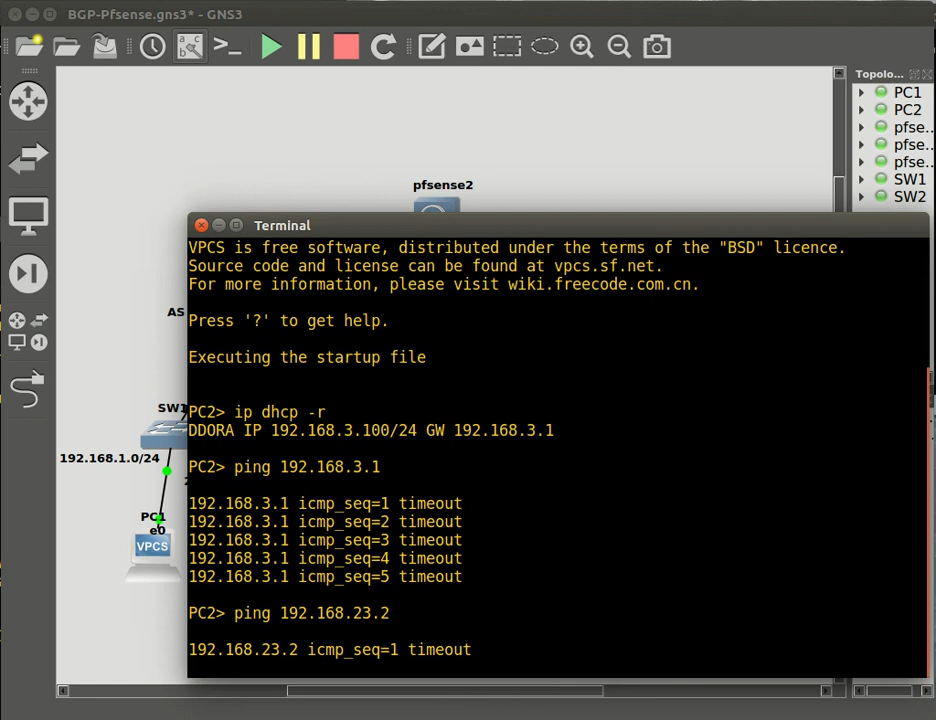 BGP-Pfsense.gns3* - GNS3
Topolo...
PC1
PC2
pfse..
pfse..
pfse..
SW1
SW2
pfsense2
Terminal
VPCS is free software, distributed under the terms of the "BSD" licence.
Source code and license can be found at vpcs.sf.net.
For more information, please visit wiki.freecode.com.cn.
Press '?' to get help.
Executing the startup file
PC2> ip dhcp -r
DDORA IP 192.168.3.100/24 GW 192.168.3.1
PC2> ping 192.168.3.1
192.168.3.1 icmp_seq=1 timeout
192.168.3.1 icmp_seq=2 timeout
192.168.3.1 icmp_seq=3 timeout
192.168.3.1 icmp_seq=4 timeout
192.168.3.1 icmp_seq=5 timeout
PC2> ping 192.168.23.2
192.168.23.2 icmp_seq=1 timeout
AS
SW1
192.168.1.0/24
PC1
e0
VPCS